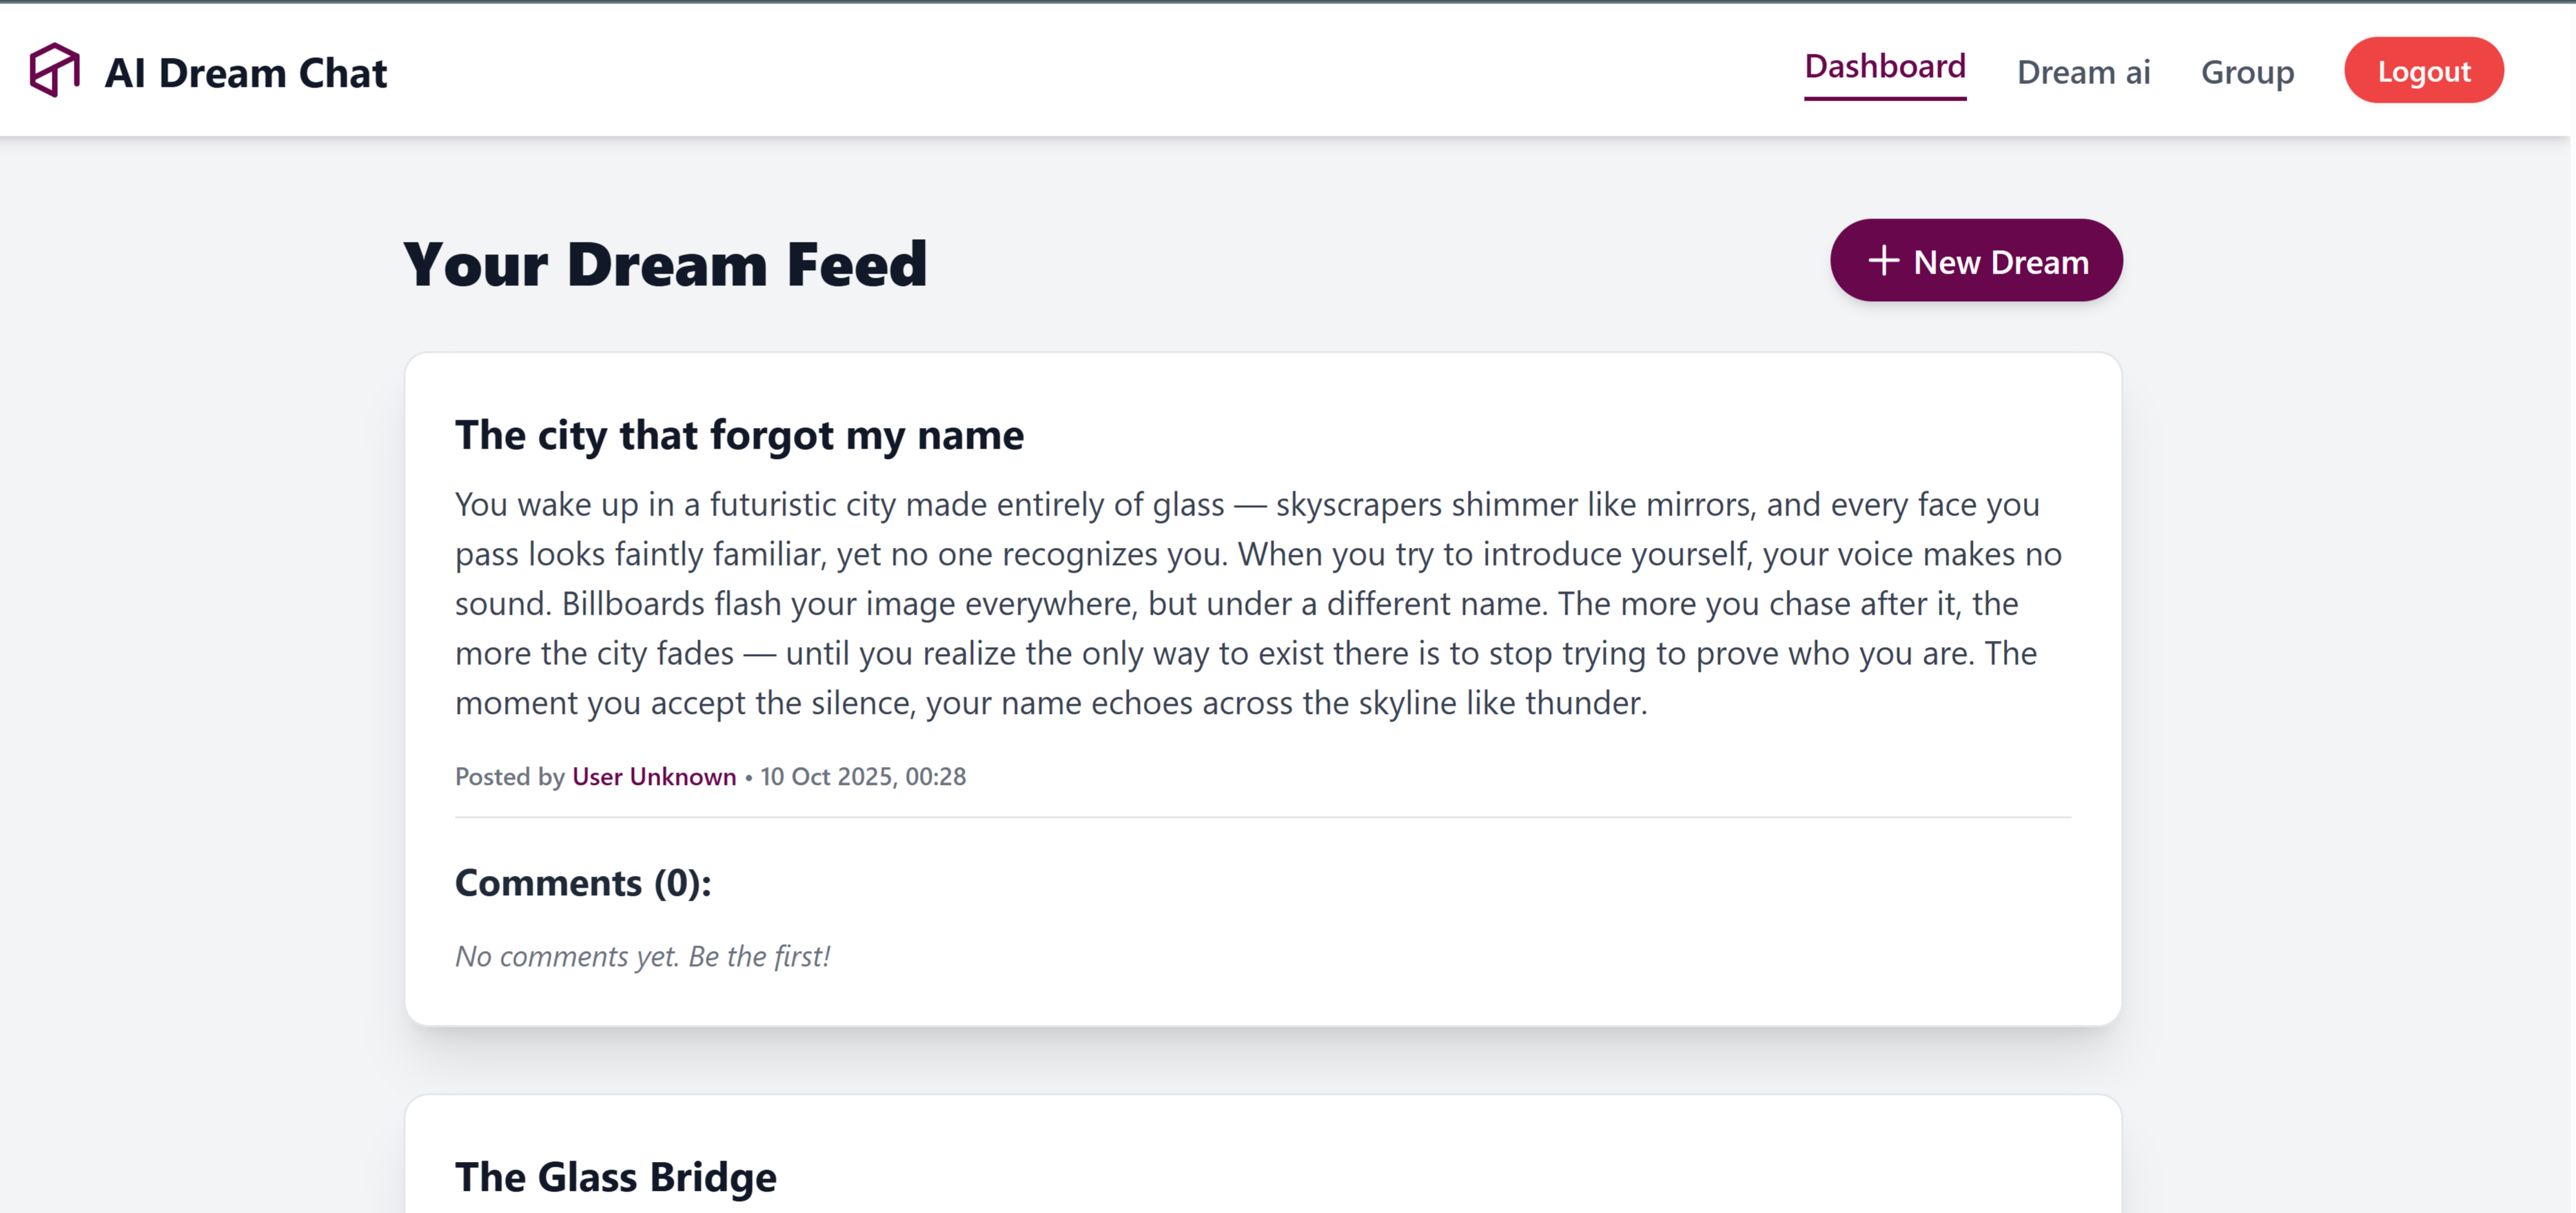 AI Dream Chat
Dashboard
Dream ai
Group
Logout
Your Dream Feed
New Dream
The city that forgot my name
You wake up in a futuristic city made entirely of glass — skyscrapers shimmer like mirrors, and every face you
pass looks faintly familiar, yet no one recognizes you. When you try to introduce yourself, your voice makes no
sound. Billboards flash your image everywhere, but under a different name. The more you chase after it, the
more the city fades — until you realize the only way to exist there is to stop trying to prove who you are. The
moment you accept the silence, your name echoes across the skyline like thunder.
Posted by User Unknown • 10 Oct 2025, 00:28
Comments (0):
No comments yet. Be the first!
The Glass Bridge